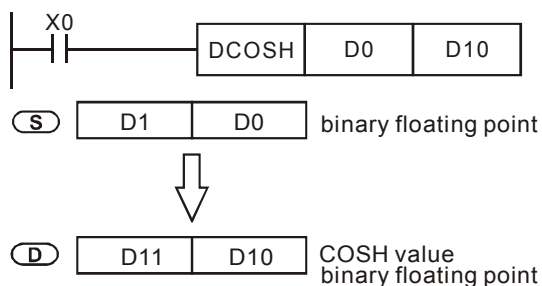 X0
DCOSH D0 D10
S D1 D0 binary floating point
D D11 D10 COSH value
binary floating point